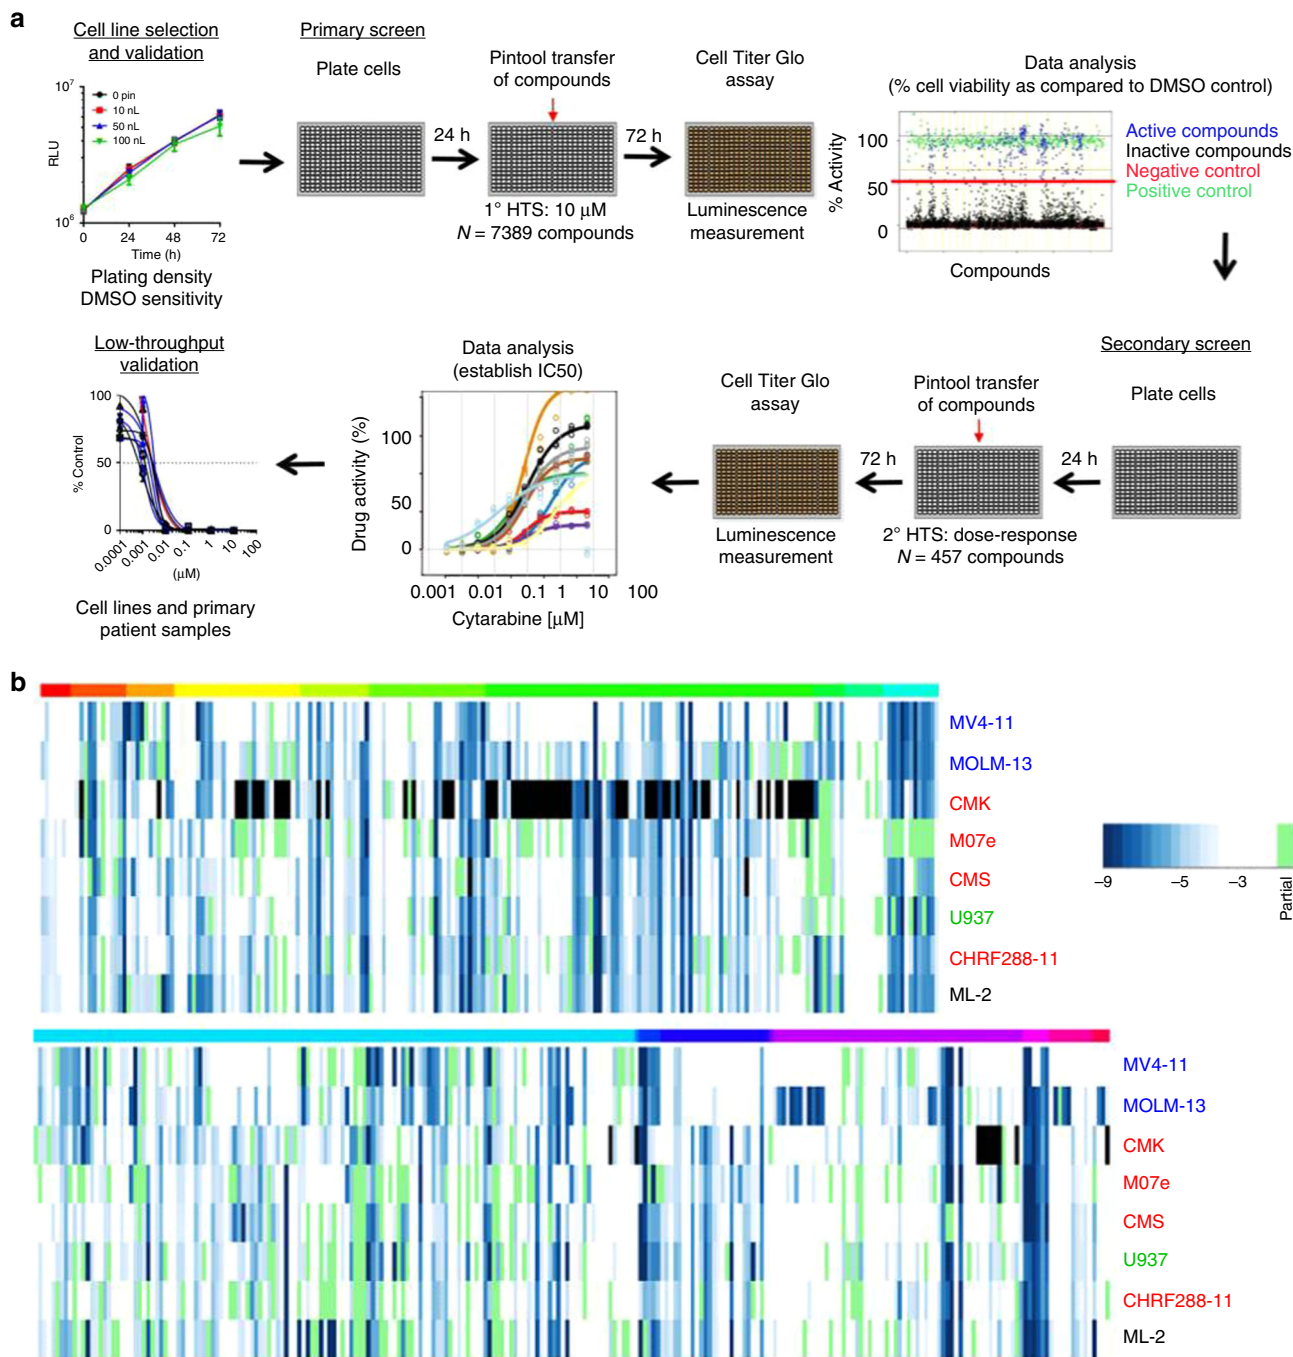 a
Cell line selection
and validation
10⁷
0 pin
10 nL
50 nL
100 nL
RLU
10⁶
0 24 48 72
Time (h)
Plating density
DMSO sensitivity
Primary screen
Plate cells
24 h
Pintool transfer
of compounds
1° HTS: 10 μM
N = 7389 compounds
72 h
Cell Titer Glo
assay
Luminescence
measurement
Data analysis
(% cell viability as compared to DMSO control)
% Activity
100
50
0
Compounds
Active compounds
Inactive compounds
Negative control
Positive control
Secondary screen
Plate cells
24 h
Pintool transfer
of compounds
2° HTS: dose-response
N = 457 compounds
72 h
Cell Titer Glo
assay
Luminescence
measurement
Data analysis
(establish IC50)
Drug activity (%)
100
50
0
0.001 0.01 0.1 1 10 100
Cytarabine [μM]
Low-throughput
validation
% Control
100
50
0
0.0001 0.001 0.01 0.1 1 10 100
(μM)
Cell lines and primary
patient samples
b
MV4-11
MOLM-13
CMK
M07e
CMS
U937
CHRF288-11
ML-2
–9 –5 –3 Partial
MV4-11
MOLM-13
CMK
M07e
CMS
U937
CHRF288-11
ML-2